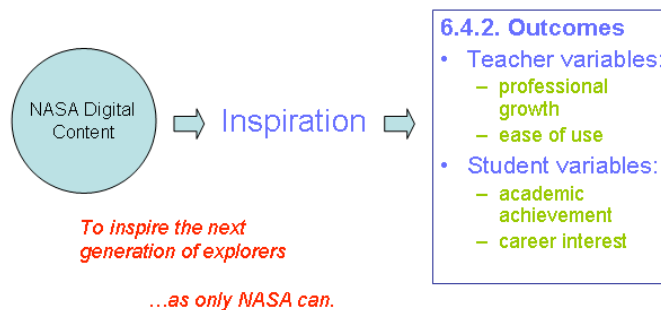 NASA Digital
Content
Inspiration
6.4.2. Outcomes
• Teacher variables:
– professional
growth
– ease of use
• Student variables:
– academic
achievement
– career interest
To inspire the next
generation of explorers
…as only NASA can.